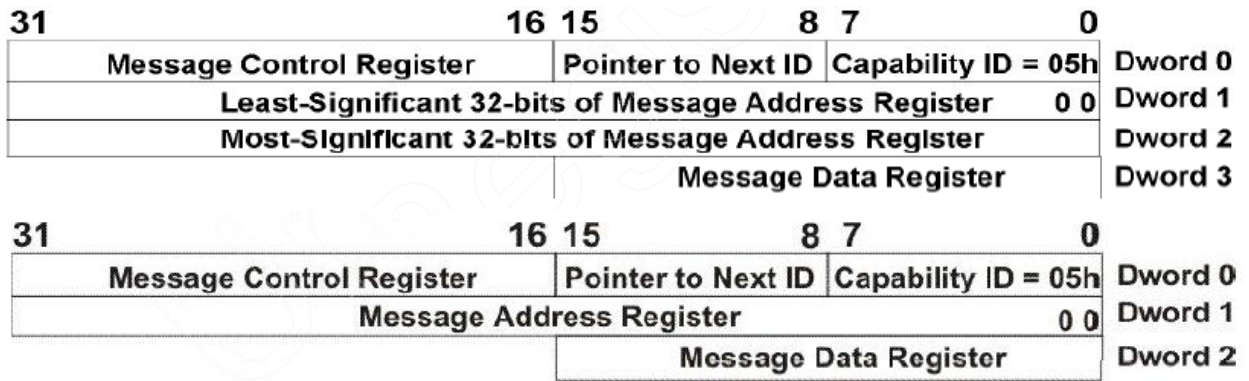 31 16 15 8 7 0
Message Control Register Pointer to Next ID Capability ID = 05h Dword 0
Least-Significant 32-bits of Message Address Register 0 0 Dword 1
Most-Significant 32-bits of Message Address Register Dword 2
Message Data Register Dword 3
31 16 15 8 7 0
Message Control Register Pointer to Next ID Capability ID = 05h Dword 0
Message Address Register 0 0 Dword 1
Message Data Register Dword 2